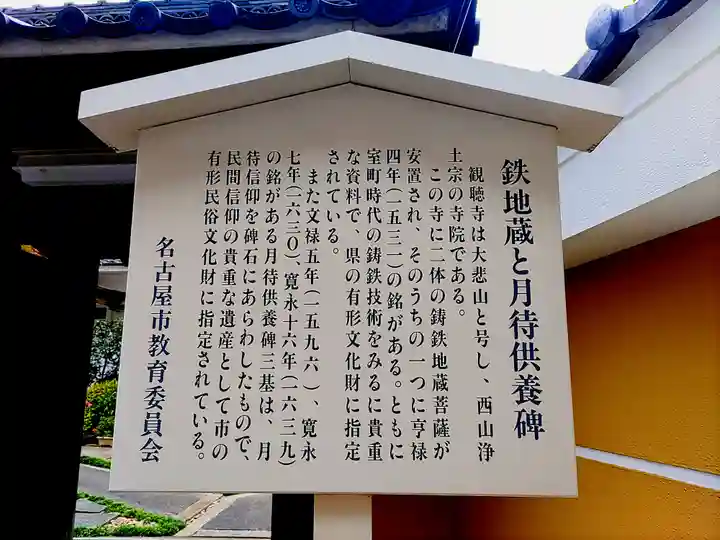 鉄地蔵と月待供養碑
観聴寺は大悲山と号し、西山浄
土宗の寺院である。
この寺に二体の鋳鉄地蔵菩薩が
安置され、そのうちの一つに亨禄
四年(一五三一)の銘がある。ともに
室町時代の鋳鉄技術をみるに貴重
な資料で、県の有形文化財に指定
されている。
また文禄五年(一五九六)、寛永
七年(一六三〇)、寛永十六年(一六三九)
の銘がある月待供養碑三基は、月
待信仰を碑石にあらわしたもので、
民間信仰の貴重な遺産として市の
有形民俗文化財に指定されている。
名古屋市教育委員会